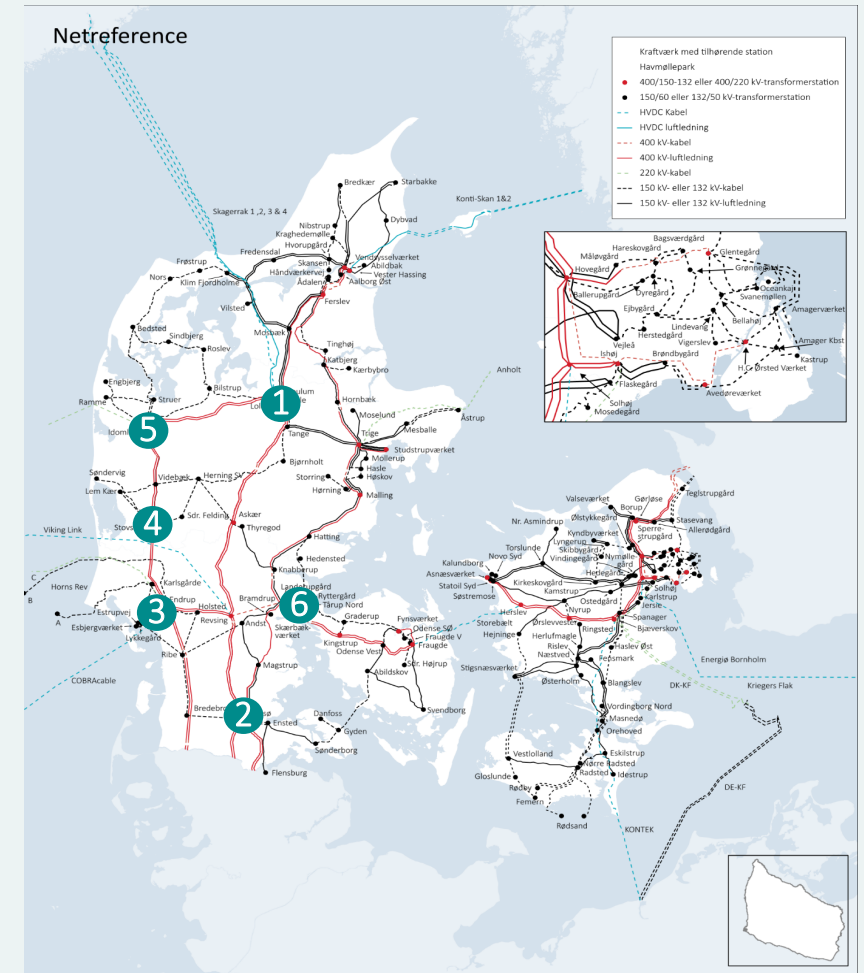 Netreference
Kraftværk med tilhørende station
Havmøllepark
400/150-132 eller 400/220 kV-transformerstation
150/60 eller 132/50 kV-transformerstation
HVDC Kabel
HVDC luftledning
400 kV-kabel
400 kV-luftledning
220 kV-kabel
150 kV- eller 132 kV-kabel
150 kV- eller 132 kV-luftledning
Bredkær
Starbakke
Konti-Skan 1&2
Skagerrak 1 ,2, 3 & 4
Nibstrup
Kraghedemølle
Hvorupgård
Dybvad
Fredensdal
Skansen
Vendsysselværket
Abildbak
Håndværkervej
Vester Hassing
Ådalen
Aalborg Øst
Frøstrup
Nors
Klim Fjordholme
Ferslev
Vilsted
Mosbæk
Bedsted
Sindbjerg
Roslev
Tinghøj
Katbjerg
Kærbybro
Engbjerg
Ramme
Struer
Bilstrup
1
Hornbæk
Moselund
Anholt
Mesballe
Åstrup
5
Tange
Trige
Studstrupværket
Mollerup
Bjørnholt
Hasle
Høskov
Storring
Hørning
Malling
Søndervig
Videbæk
Herning Sv
Lem Kær
4
Sdr. Felding
Askær
Thyregod
Viking Link
Hatting
Hedensted
Knabberup
Karlsgårde
C
B
A
Horns Rev
Endrup
Estrupvej
3
Holsted
Revsing
Esbjergværket
Lykkegård
Bramdrup
6
Ryttergård
Tårup Nord
Graderup
Andst
Skærbæk-
værket
Ribe
Magstrup
Kingstrup
Odense Vest
Fynsværket
Odense SØ
Fraugde V
Fraugde
Sdr. Højrup
Abildskov
Svendborg
COBRAcable
2
Ensted
Danfoss
Gyden
Sønderborg
Flensburg
Bagsværdgård
Hareskovgård
Måløvgård
Hovegård
Glentegård
Ballerupgård
Dyregård
Oceankaj
Svanemøllen
Ejbygård
Lindevang
Bellahøj
Amagerværket
Herstedgård
Vigerslev
Vejleå
Ishøj
Brøndbygård
Amager Kbst
Kastrup
H.C. Ørsted Værket
Flaskegård
Solhøj
Mosedegård
Avedøreværket
Teglstrupgård
Valseværket
Gørløse
Borup
Ølstykkegård
Stasevang
Sperre-
strupgård
Allerødgård
Nr. Asmindrup
Kyndbyværket
Lyngerup
Skibbygård
Vindingegård
Nymølle-
gård
Torslunde
Novo Syd
Kalundborg
Asnæsværket
Statoil Syd
Søstremose
Hedegård
Kirkeskovgård
Kamstrup
Solhøj
Karlstrup
Jersie
Ostedgård
Spanager
Bjæverskov
Herslev
Nyrup
Storebælt
Hejninge
Ørslevvester
Ringsted
Herlufmagle
Rislev
Næstved
Haslev Øst
Fensmark
Energiø Bornholm
Stigsnæsværket
Østerholm
Blangslev
DK-KF
Kriegers Flak
Vordingborg Nord
Masnedø
Orehoved
Vestlolland
Eskilstrup
Nørre Radsted
Radsted
Idestrup
Gloslunde
Rødby
Femern
Rødsand
DE-KF
KONTEK